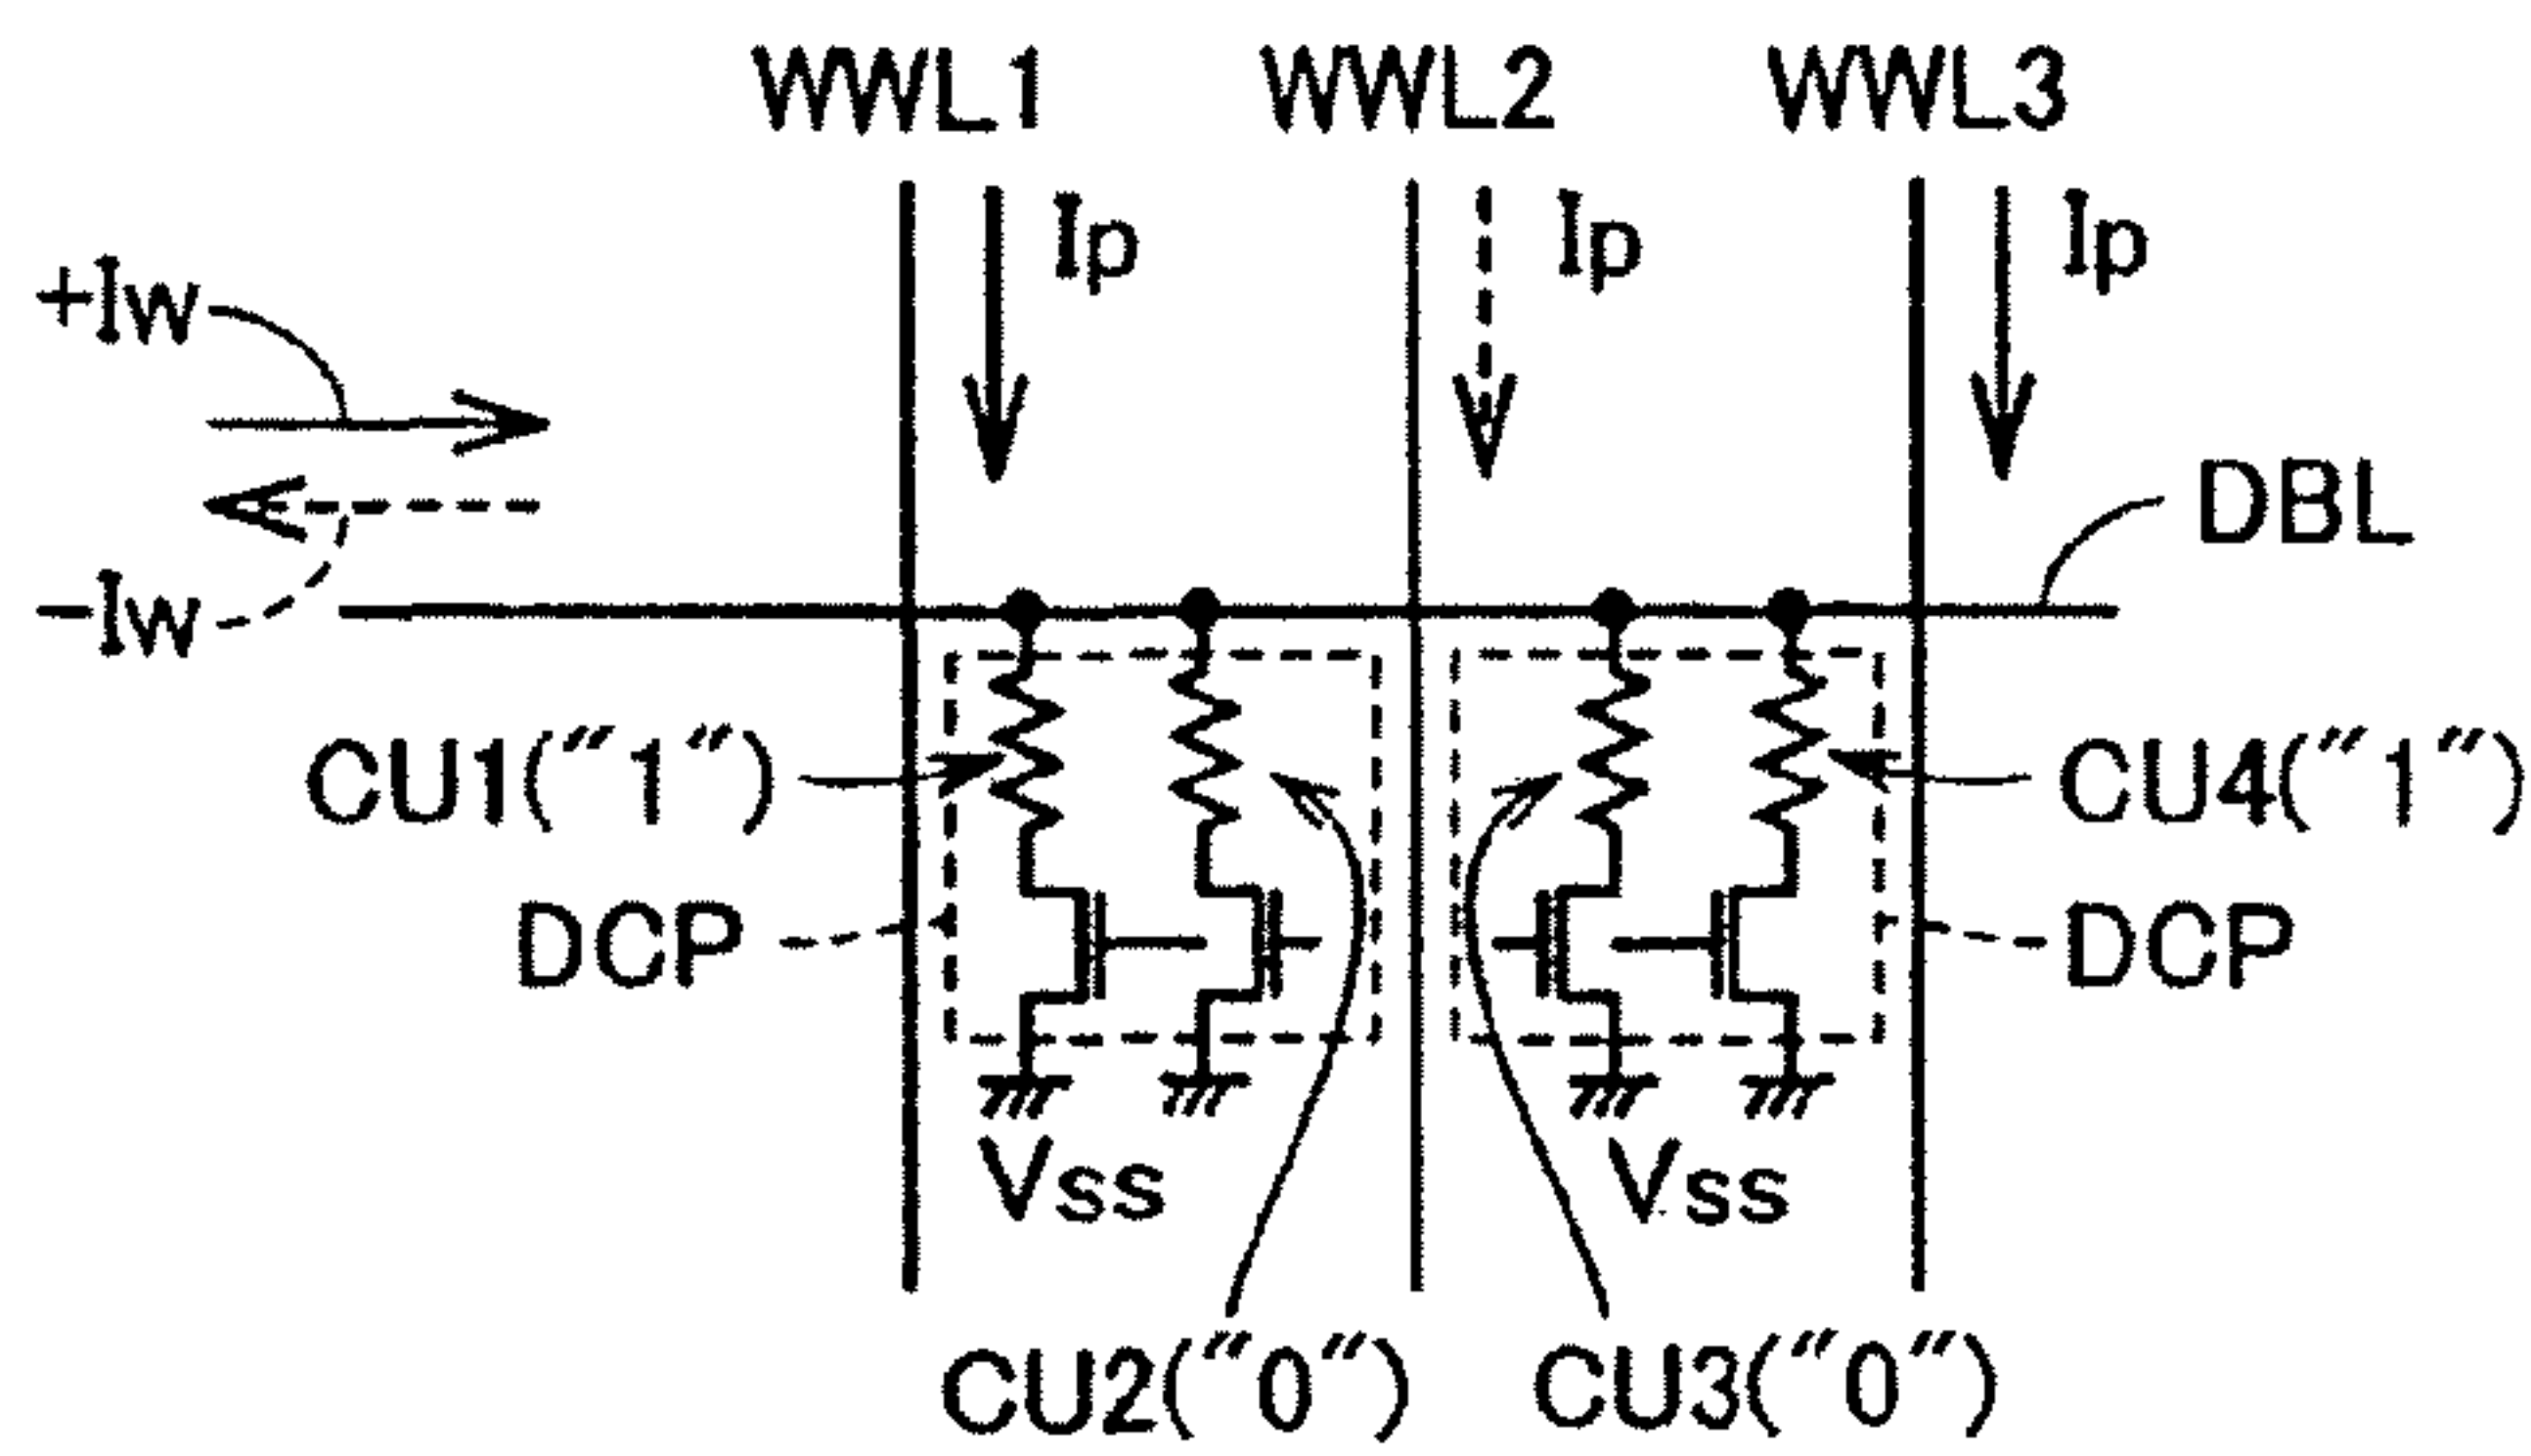 WWL1 WWL2 WWL3
Ip Ip Ip
+Iw
DBL
-Iw
CU1("1") CU4("1")
DCP DCP
Vss Vss
CU2("0") CU3("0")